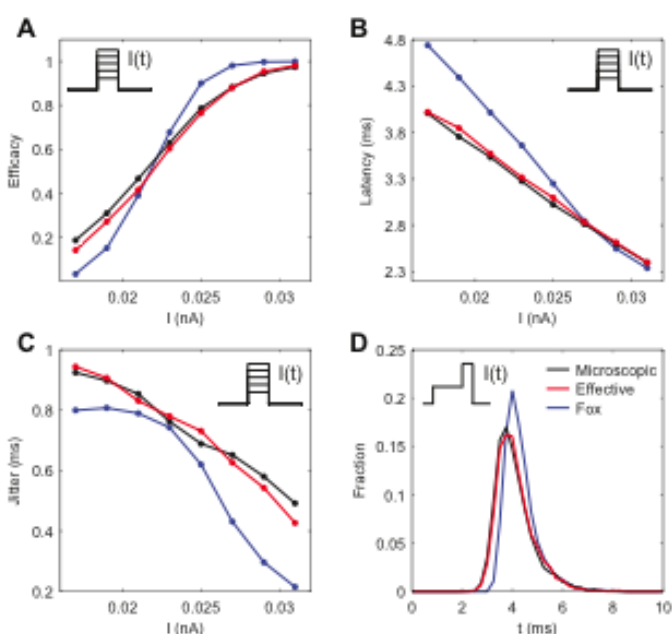 A
I(t)
1
0.8
0.6
0.4
0.2
Efficacy
0.02
0.025
0.03
I (nA)
B
I(t)
4.8
4.3
3.8
3.3
2.8
2.3
Latency (ms)
0.02
0.025
0.03
I (nA)
C
I(t)
1
0.8
0.6
0.4
0.2
Jitter (ms)
0.02
0.025
0.03
I (nA)
D
I(t)
Microscopic
Effective
Fox
0.25
0.2
0.15
0.1
0.05
0
Fraction
0
2
4
6
8
10
t (ms)